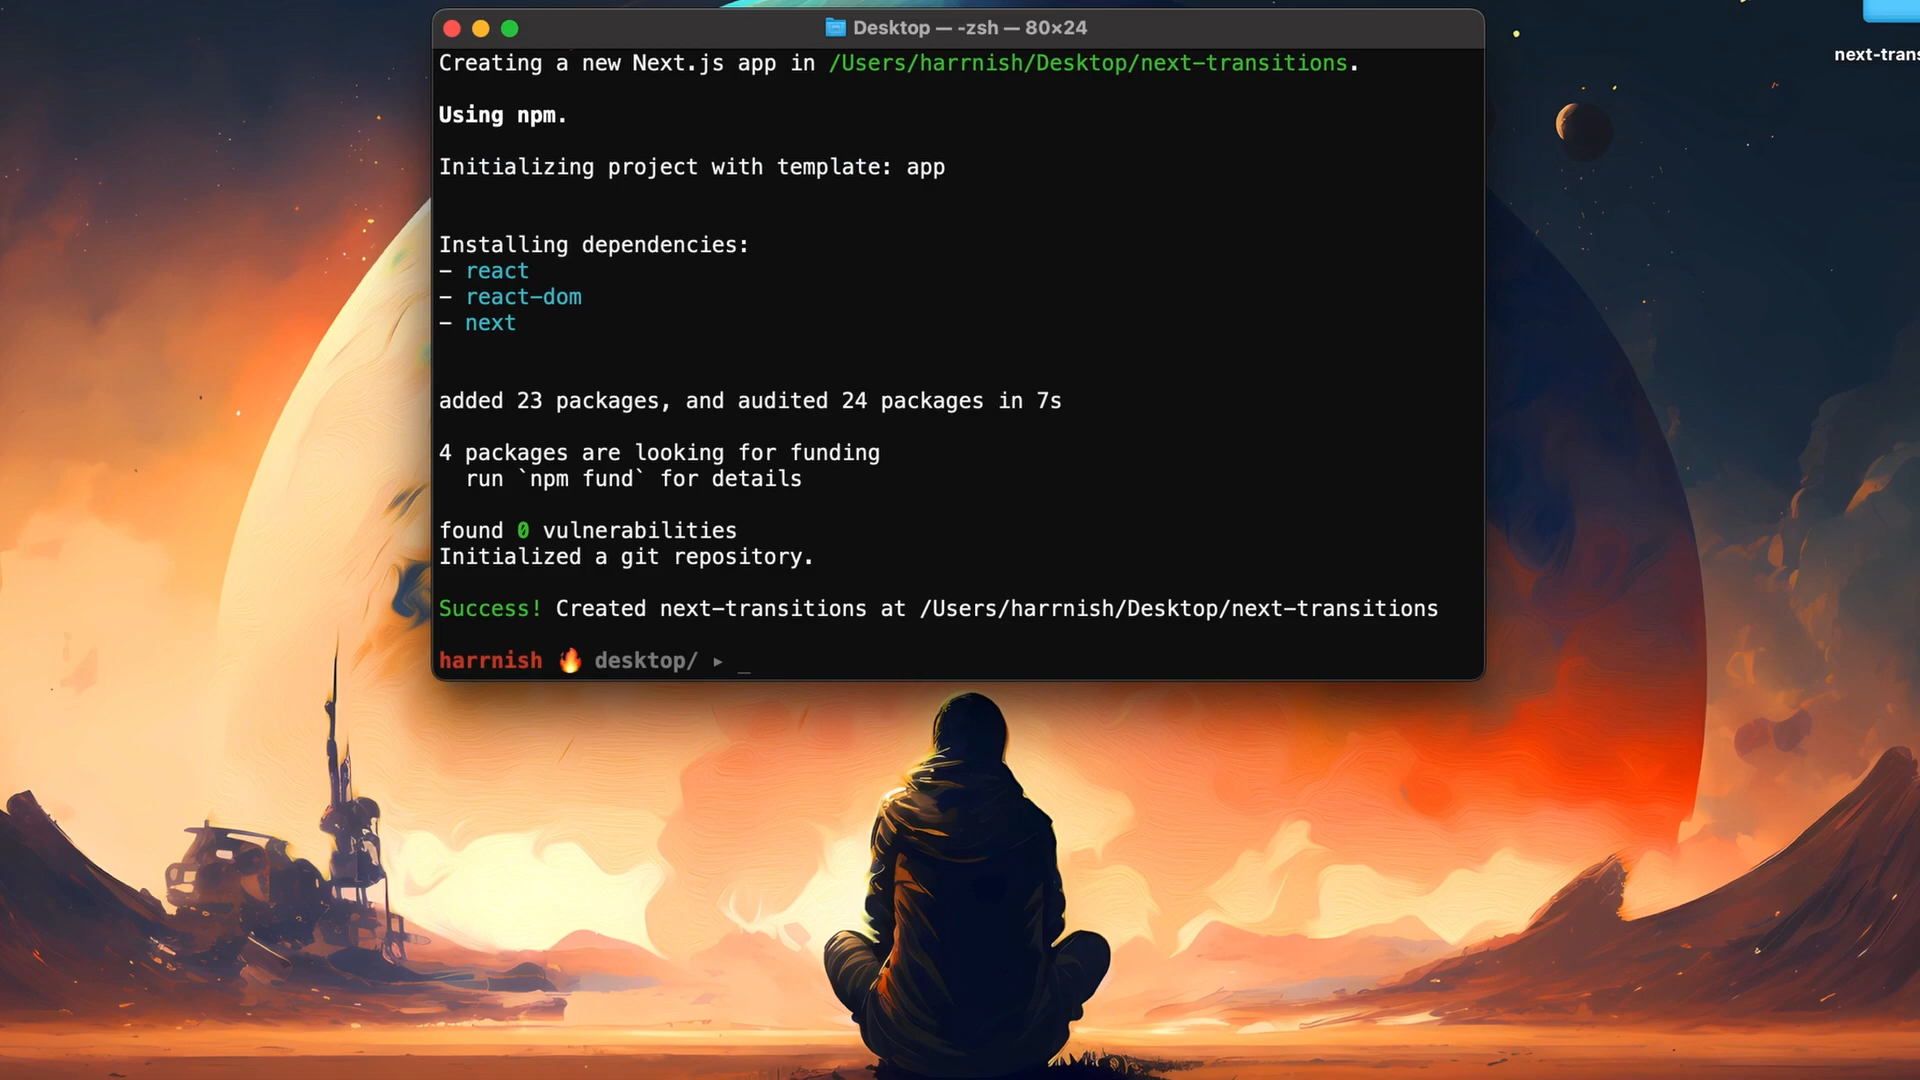 Desktop — -zsh — 80×24
next-trans
Creating a new Next.js app in /Users/harrnish/Desktop/next-transitions.
Using npm.
Initializing project with template: app
Installing dependencies:
- react
- react-dom
- next
added 23 packages, and audited 24 packages in 7s
4 packages are looking for funding
  run `npm fund` for details
found 0 vulnerabilities
Initialized a git repository.
Success! Created next-transitions at /Users/harrnish/Desktop/next-transitions
harrnish 🔥 desktop/ ▸ _